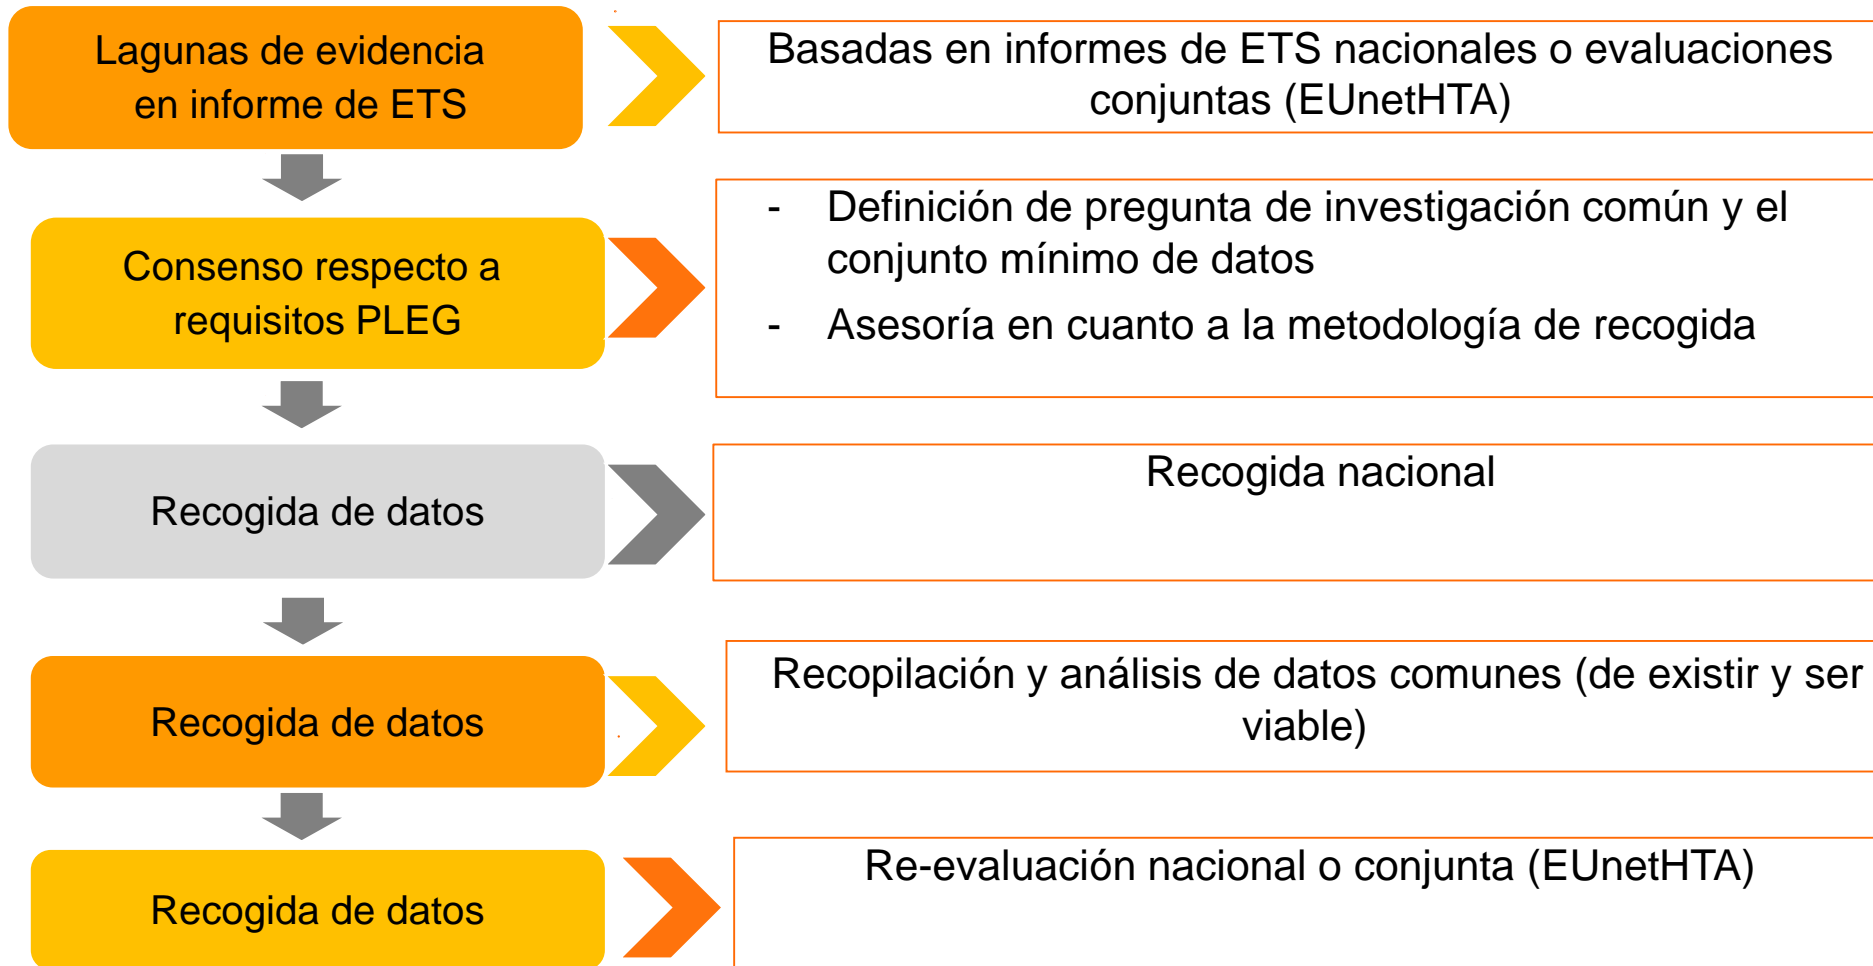 Lagunas de evidencia
en informe de ETS
Basadas en informes de ETS nacionales o evaluaciones
conjuntas (EUnetHTA)
Consenso respecto a
requisitos PLEG
- Definición de pregunta de investigación común y el
conjunto mínimo de datos
- Asesoría en cuanto a la metodología de recogida
Recogida de datos
Recogida nacional
Recogida de datos
Recopilación y análisis de datos comunes (de existir y ser
viable)
Recogida de datos
Re-evaluación nacional o conjunta (EUnetHTA)